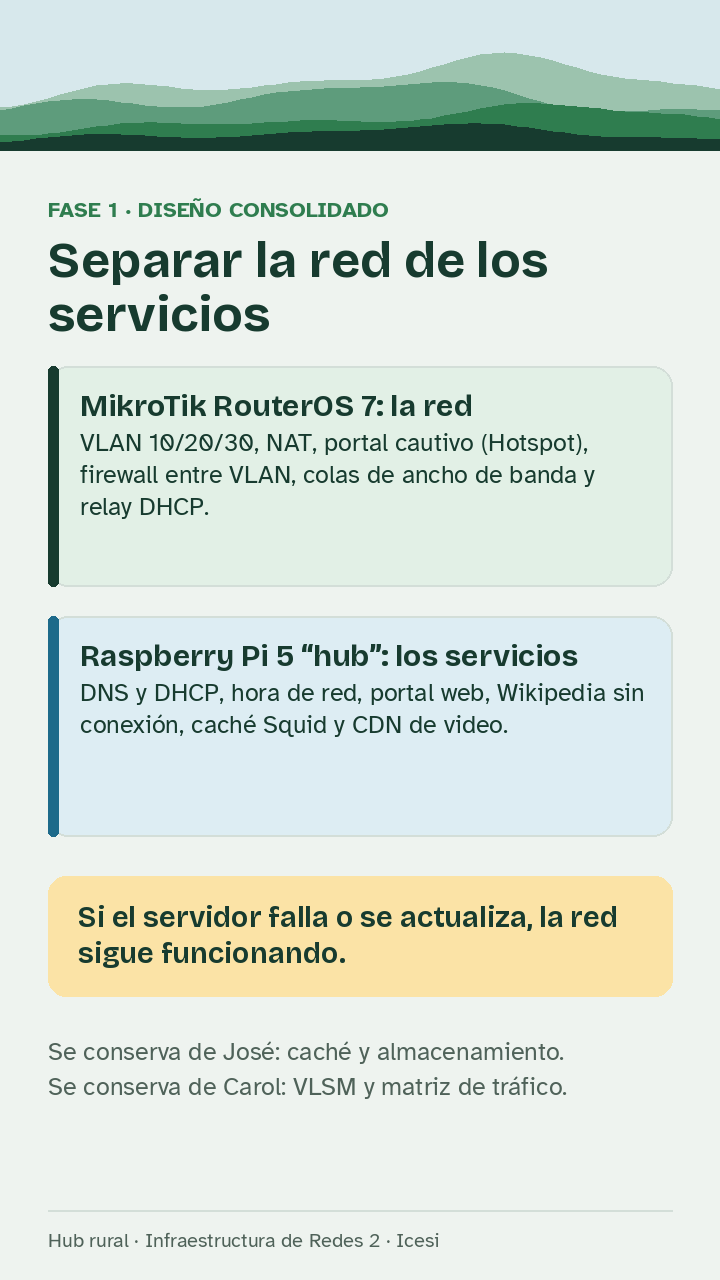 FASE 1 · DISEÑO CONSOLIDADO
Separar la red de los
servicios
MikroTik RouterOS 7: la red
VLAN 10/20/30, NAT, portal cautivo (Hotspot),
firewall entre VLAN, colas de ancho de banda y
relay DHCP.
Raspberry Pi 5 “hub”: los servicios
DNS y DHCP, hora de red, portal web, Wikipedia sin
conexión, caché Squid y CDN de video.
Si el servidor falla o se actualiza, la red
sigue funcionando.
Se conserva de José: caché y almacenamiento.
Se conserva de Carol: VLSM y matriz de tráfico.
Hub rural · Infraestructura de Redes 2 · Icesi